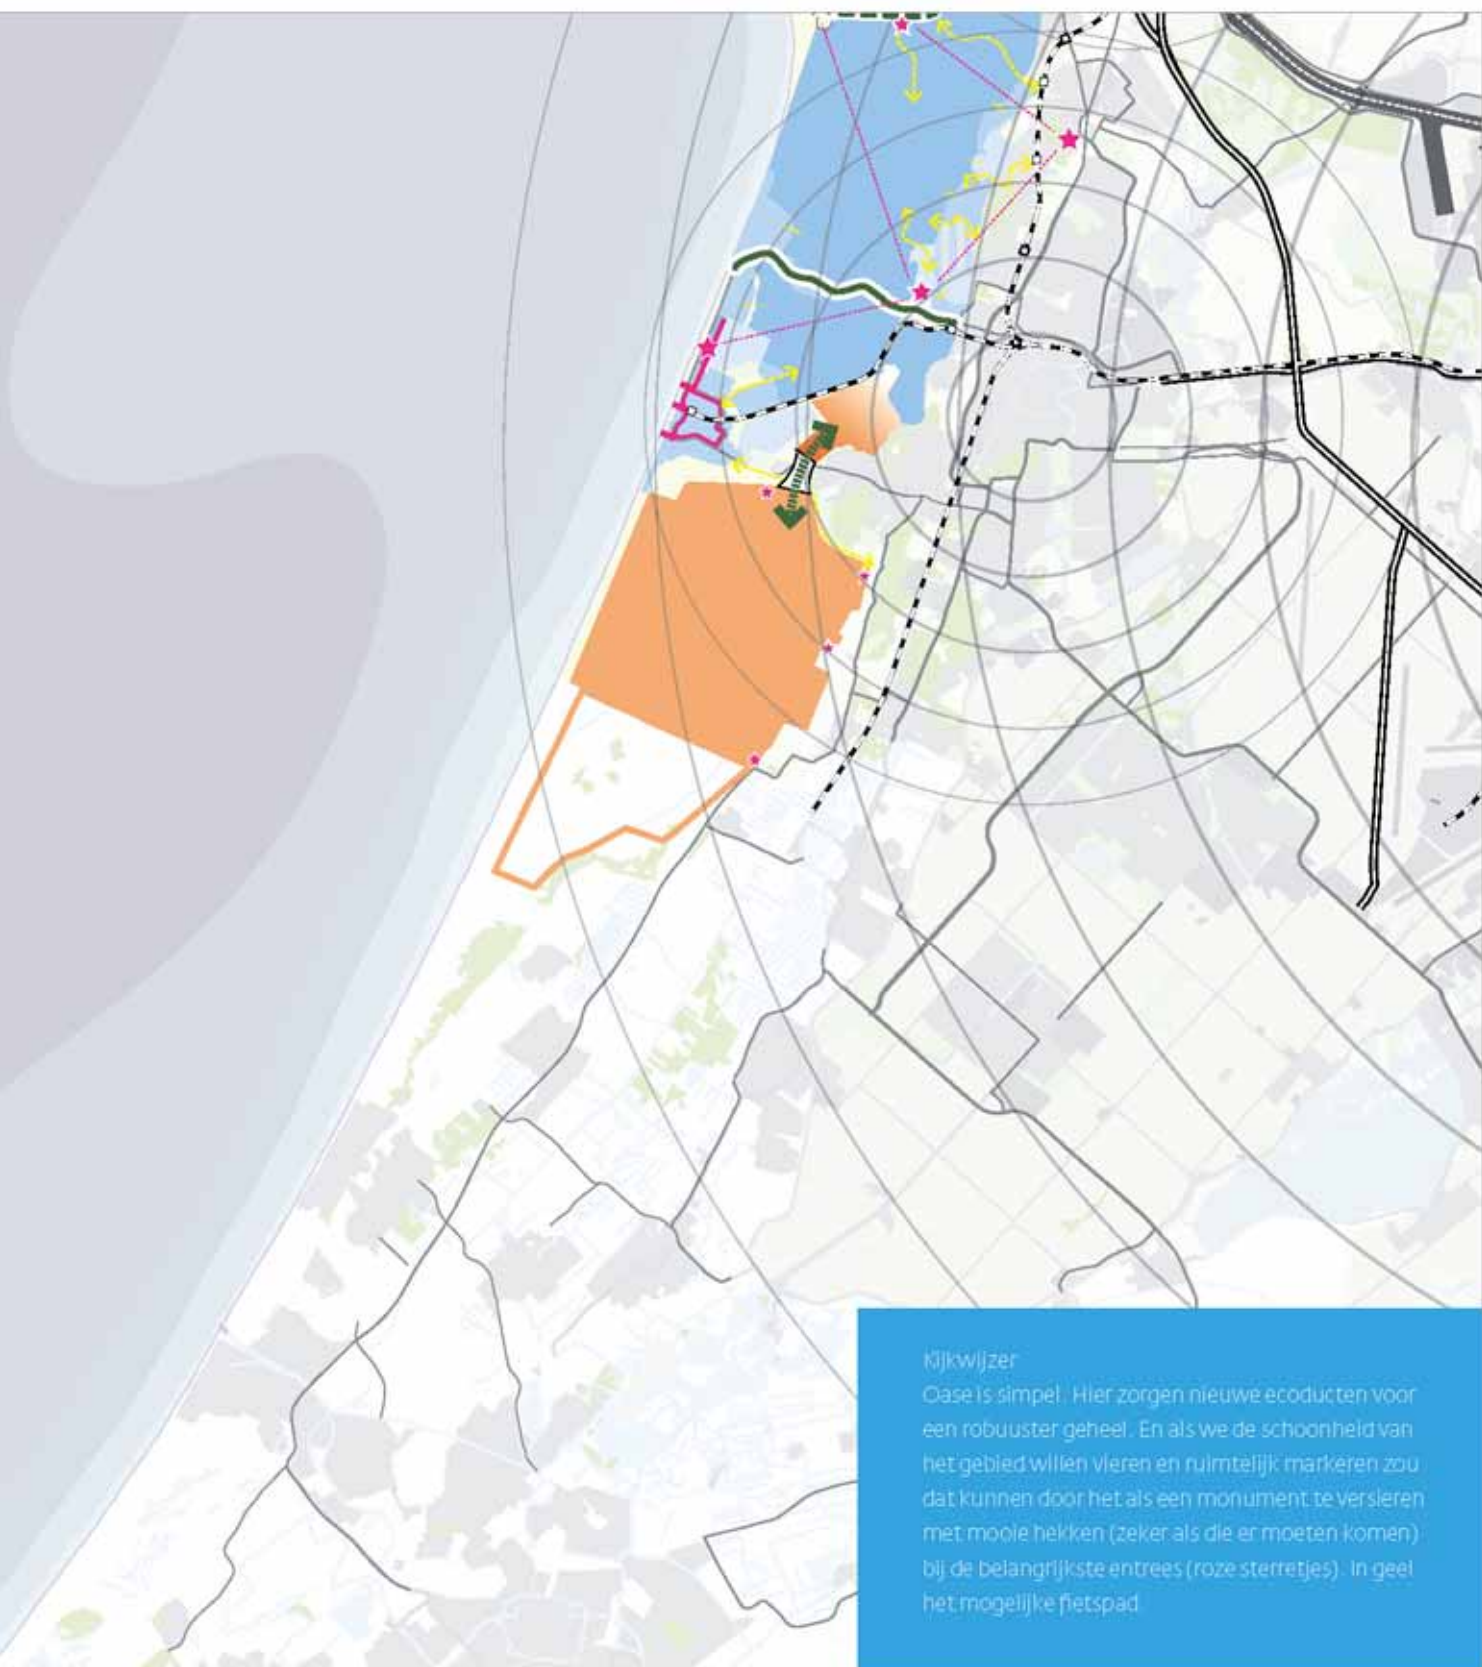 Kijkwijzer
Oase is simpel. Hier zorgen nieuwe ecoducten voor
een robuuster geheel. En als we de schoonheid van
het gebied willen vieren en ruimtelijk markeren zou
dat kunnen door het als een monument te versieren
met mooie hekken (zeker als die er moeten komen)
bij de belangrijkste entrees (roze sterretjes). In geel
het mogelijke fietspad.